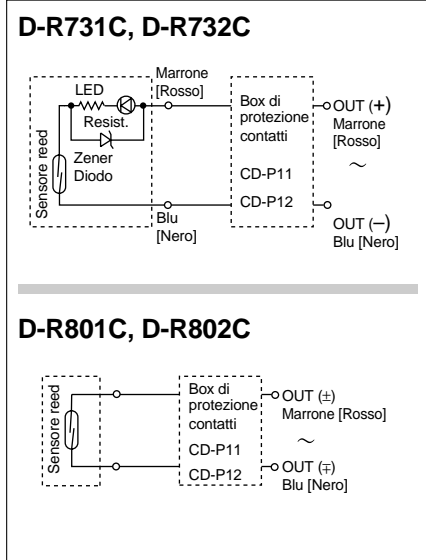 D-R731C, D-R732C
Marrone
[Rosso]
LED
Resist.
Zener
Diodo
Sensore reed
Blu
[Nero]
Box di
protezione
contatti
CD-P11
CD-P12
OUT (+)
Marrone
[Rosso]
~
OUT (−)
Blu [Nero]
D-R801C, D-R802C
Sensore reed
Box di
protezione
contatti
CD-P11
CD-P12
OUT (±)
Marrone [Rosso]
~
OUT (∓)
Blu [Nero]